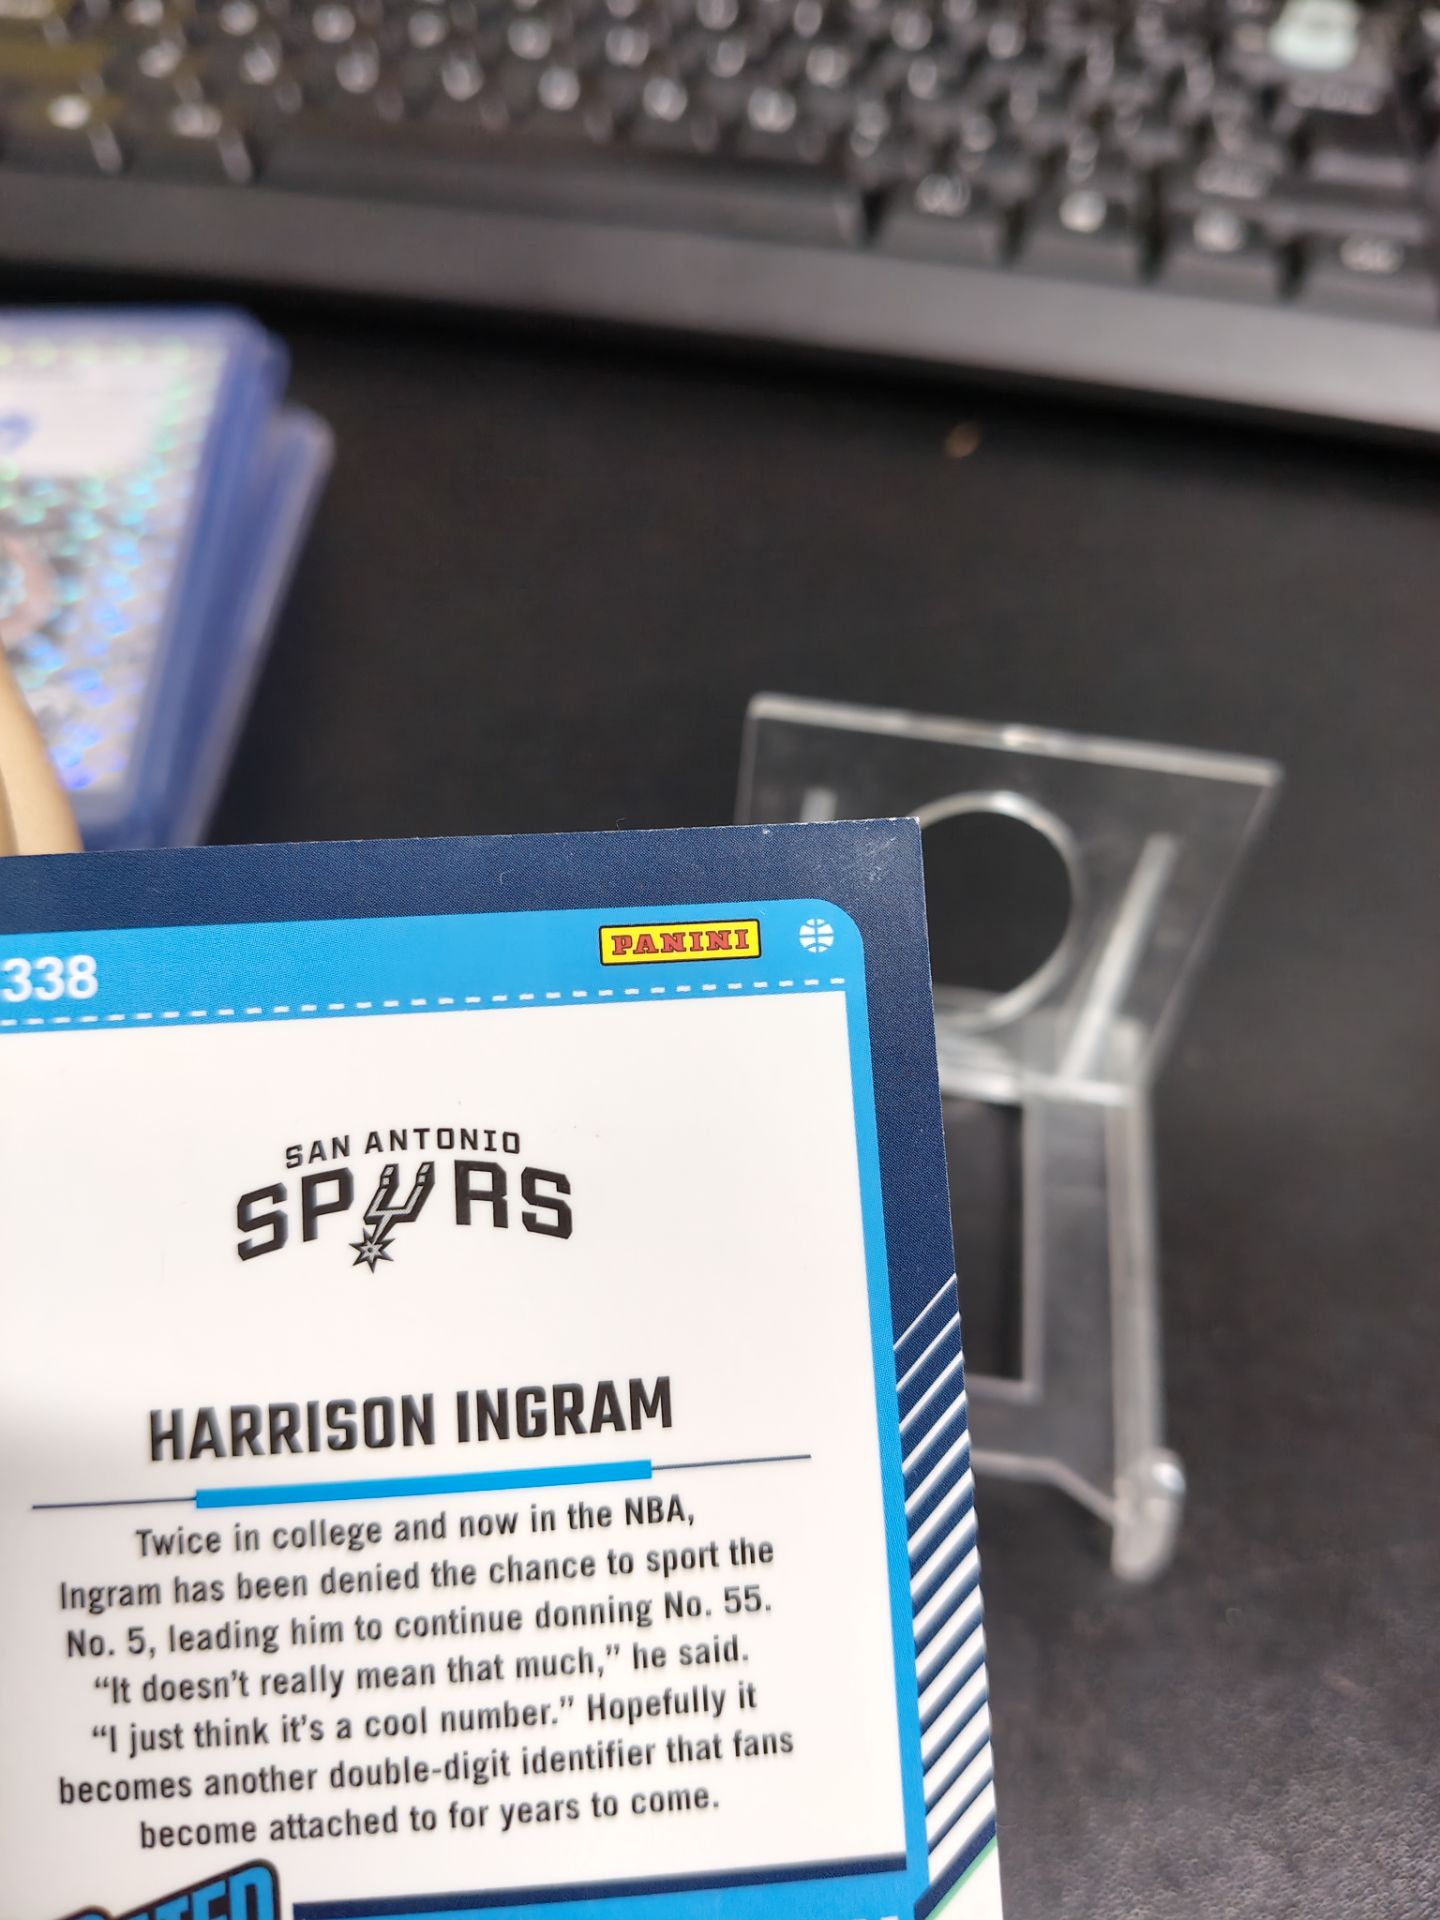 338
PANINI
SAN ANTONIO
SPURS
HARRISON INGRAM
Twice in college and now in the NBA,
Ingram has been denied the chance to sport the
No. 5, leading him to continue donning No. 55.
“It doesn’t really mean that much,” he said.
“I just think it’s a cool number.” Hopefully it
becomes another double-digit identifier that fans
become attached to for years to come.